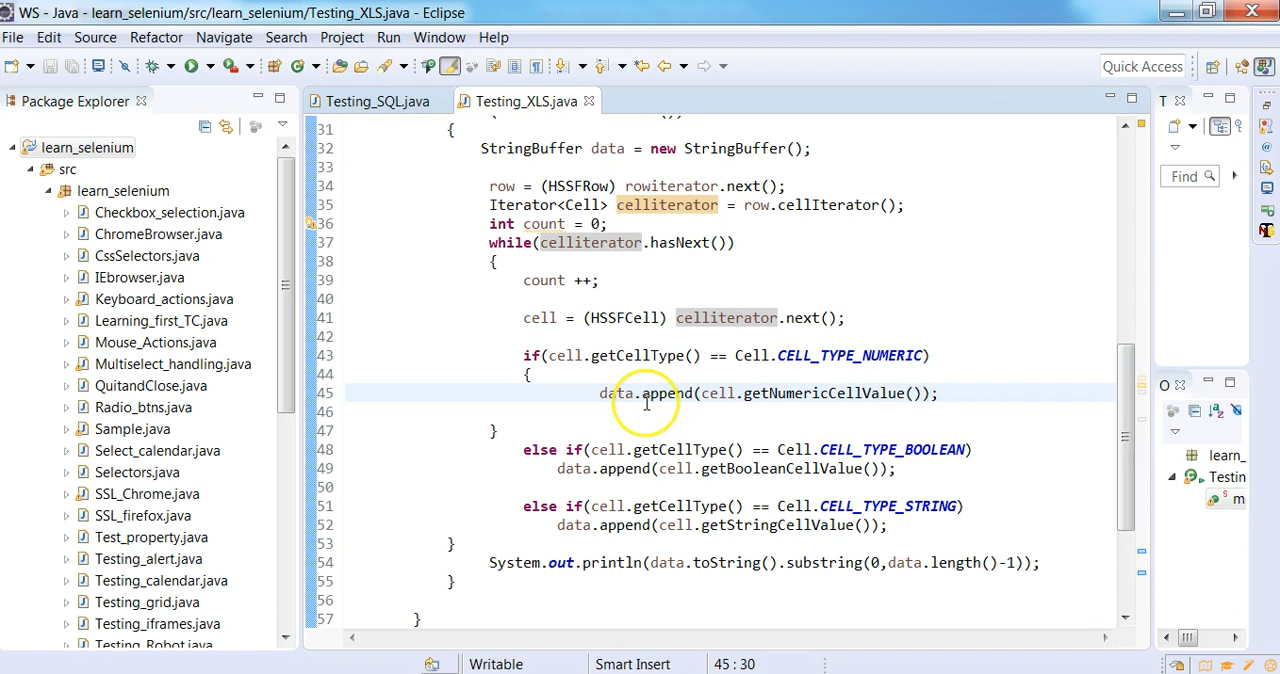 WS - Java - learn_selenium/src/learn_selenium/Testing_XLS.java - Eclipse
File Edit Source Refactor Navigate Search Project Run Window Help
Quick Access
Package Explorer
Testing_SQL.java Testing_XLS.java
T
learn_selenium
src
learn_selenium
Checkbox_selection.java
ChromeBrowser.java
CssSelectors.java
IEbrowser.java
Keyboard_actions.java
Learning_first_TC.java
Mouse_Actions.java
Multiselect_handling.java
QuitandClose.java
Radio_btns.java
Sample.java
Select_calendar.java
Selectors.java
SSL_Chrome.java
SSL_firefox.java
Test_property.java
Testing_alert.java
Testing_calendar.java
Testing_grid.java
Testing_iframes.java
Testing_Robot.java
31 {
32 StringBuffer data = new StringBuffer();
33
34 row = (HSSFRow) rowiterator.next();
35 Iterator<Cell> celliterator = row.cellIterator();
36 int count = 0;
37 while(celliterator.hasNext())
38 {
39 count ++;
40
41 cell = (HSSFCell) celliterator.next();
42
43 if(cell.getCellType() == Cell.CELL_TYPE_NUMERIC)
44 {
45 data.append(cell.getNumericCellValue());
46
47 }
48 else if(cell.getCellType() == Cell.CELL_TYPE_BOOLEAN)
49 data.append(cell.getBooleanCellValue());
50
51 else if(cell.getCellType() == Cell.CELL_TYPE_STRING)
52 data.append(cell.getStringCellValue());
53 }
54 System.out.println(data.toString().substring(0,data.length()-1));
55 }
56
57 }
Find
O
learn_
Testin
m
Writable Smart Insert 45 : 30